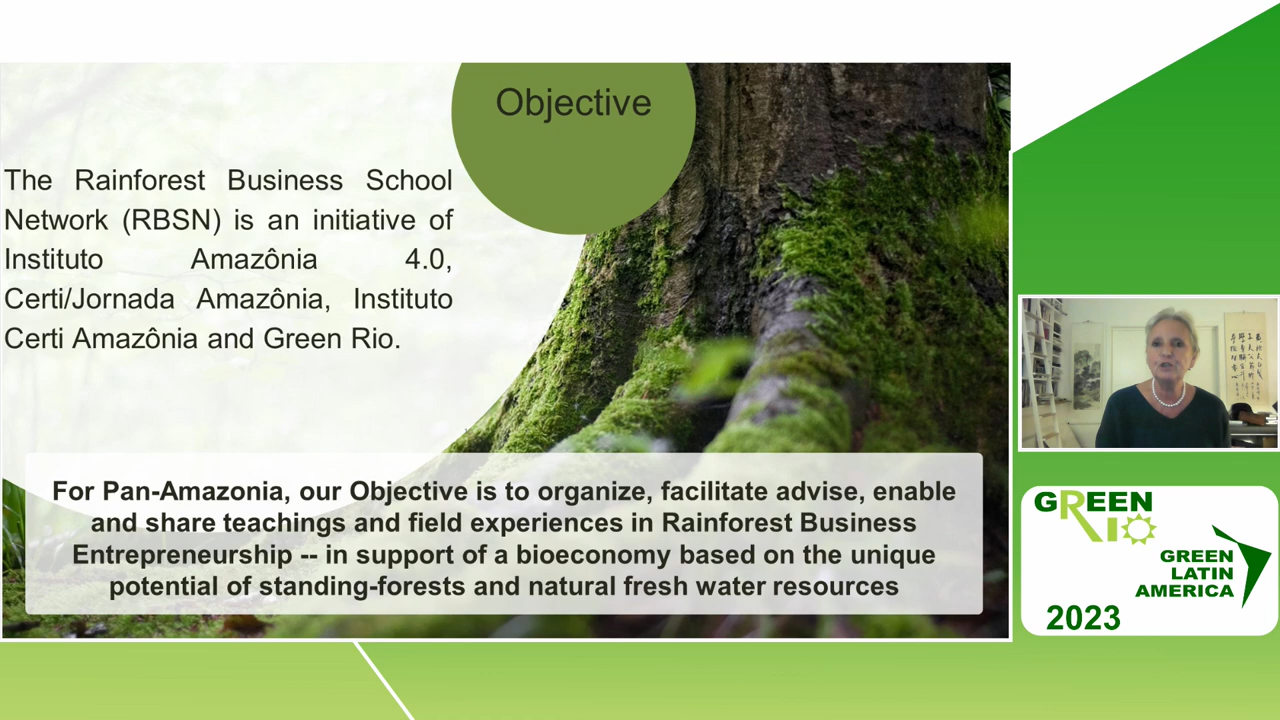 Objective
The Rainforest Business School
Network (RBSN) is an initiative of
Instituto Amazônia 4.0,
Certi/Jornada Amazônia, Instituto
Certi Amazônia and Green Rio.
For Pan-Amazonia, our Objective is to organize, facilitate advise, enable
and share teachings and field experiences in Rainforest Business
Entrepreneurship -- in support of a bioeconomy based on the unique
potential of standing-forests and natural fresh water resources
GREEN
RIO
GREEN
LATIN
AMERICA
2023